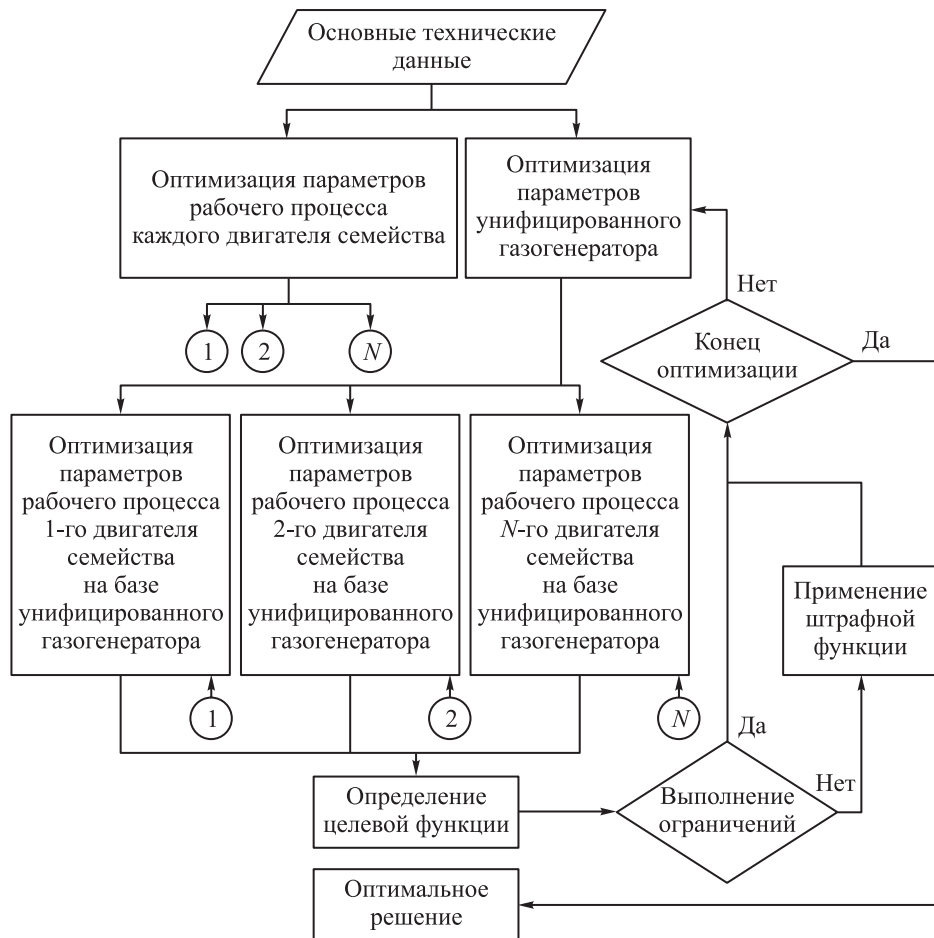 Основные технические
данные
Оптимизация параметров
рабочего процесса
каждого двигателя семейства
Оптимизация
параметров
унифицированного
газогенератора
Нет
1
2
N
Конец
оптимизации
Да
Оптимизация
параметров
рабочего процесса
1-го двигателя
семейства
на базе
унифицированного
газогенератора
Оптимизация
параметров
рабочего процесса
2-го двигателя
семейства
на базе
унифицированного
газогенератора
Оптимизация
параметров
рабочего процесса
N-го двигателя
семейства
на базе
унифицированного
газогенератора
Применение
штрафной
функции
1
2
N
Да
Нет
Определение
целевой функции
Выполнение
ограничений
Оптимальное
решение